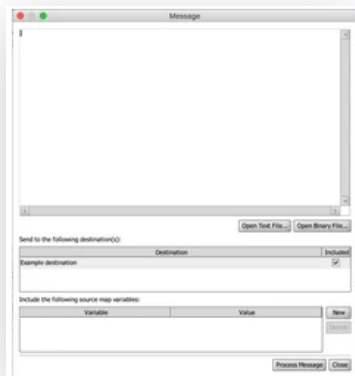 Message
Open Text File... Open Binary File...
Send to the following destination(s):
Destination Included
Example destination
Include the following source map variables:
Variable Value New
Delete
Process Message Close